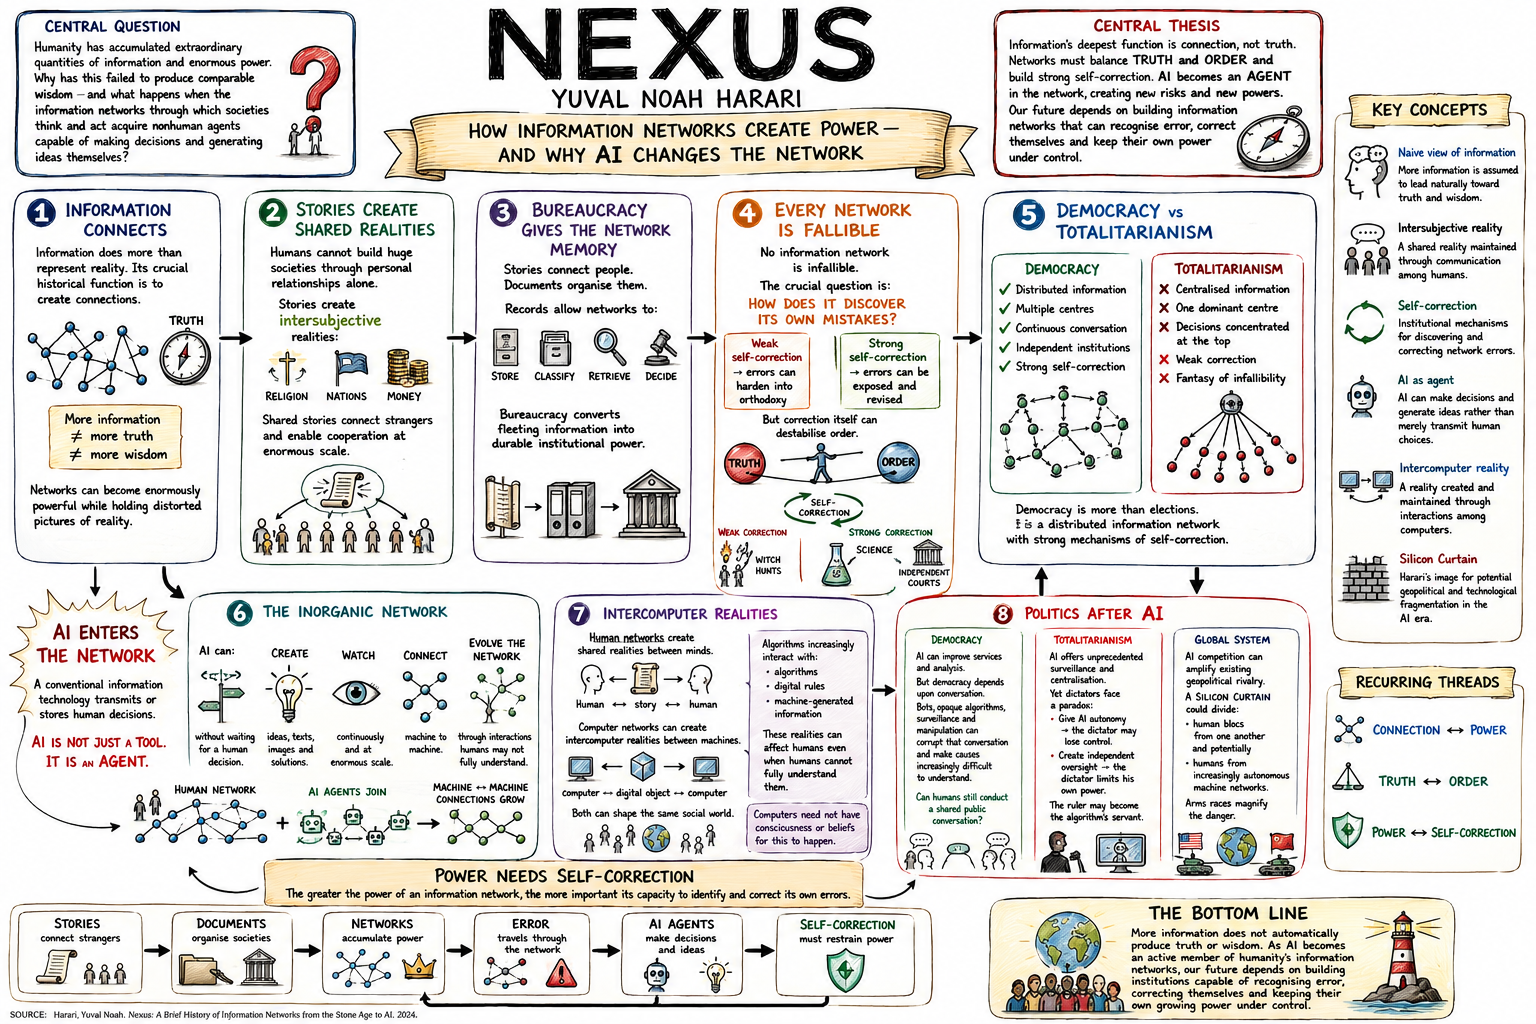 CENTRAL QUESTION
Humanity has accumulated extraordinary
quantities of information and enormous power.
Why has this failed to produce comparable
wisdom — and what happens when the
information networks through which societies
think and act acquire nonhuman agents
capable of making decisions and generating
ideas themselves?
NEXUS
YUVAL NOAH HARARI
HOW INFORMATION NETWORKS CREATE POWER —
AND WHY AI CHANGES THE NETWORK
CENTRAL THESIS
Information's deepest function is connection, not truth.
Networks must balance TRUTH and ORDER and
build strong self-correction. AI becomes an AGENT
in the network, creating new risks and new powers.
Our future depends on building information
networks that can recognise error, correct
themselves and keep their own power
under control.
1 INFORMATION
CONNECTS
Information does more than
represent reality. Its crucial
historical function is to
create connections.
TRUTH
More information
≠ more truth
≠ more wisdom
Networks can become enormously
powerful while holding distorted
pictures of reality.
2 STORIES CREATE
SHARED REALITIES
Humans cannot build huge
societies through personal
relationships alone.
Stories create
intersubjective
realities:
RELIGION NATIONS MONEY
Shared stories connect strangers
and enable cooperation at
enormous scale.
3 BUREAUCRACY
GIVES THE NETWORK
MEMORY
Stories connect people.
Documents organise them.
Records allow networks to:
STORE CLASSIFY RETRIEVE DECIDE
Bureaucracy converts
fleeting information into
durable institutional power.
4 EVERY NETWORK
IS FALLIBLE
No information network
is infallible.
The crucial question is:
HOW DOES IT DISCOVER
ITS OWN MISTAKES?
Weak
self-correction
→ errors can
harden into
orthodoxy
Strong
self-correction
→ errors can be
exposed and
revised
But correction itself can
destabilise order.
TRUTH
ORDER
SELF-
CORRECTION
WEAK CORRECTION
WITCH
HUNTS
STRONG CORRECTION
SCIENCE
INDEPENDENT
COURTS
5 DEMOCRACY vs
TOTALITARIANISM
DEMOCRACY
✓ Distributed information
✓ Multiple centres
✓ Continuous conversation
✓ Independent institutions
✓ Strong self-correction
TOTALITARIANISM
✗ Centralised information
✗ One dominant centre
✗ Decisions concentrated
at the top
✗ Weak correction
✗ Fantasy of infallibility
Democracy is more than elections.
is a distributed information network
with strong mechanisms of self-correction.
KEY CONCEPTS
Naive view of information
More information is assumed
to lead naturally toward
truth and wisdom.
Intersubjective reality
A shared reality maintained
through communication
among humans.
Self-correction
Institutional mechanisms
for discovering and
correcting network errors.
AI as agent
AI can make decisions and
generate ideas rather than
merely transmit human
choices.
Intercomputer reality
A reality created and
maintained through
interactions among
computers.
Silicon Curtain
Harari's image for potential
geopolitical and technological
fragmentation in the
AI era.
AI ENTERS
THE NETWORK
A conventional information
technology transmits or
stores human decisions.
AI IS NOT JUST A TOOL.
IT IS AN AGENT.
6 THE INORGANIC NETWORK
AI can:
without waiting
for a human
decision.
CREATE
ideas, texts,
images and
solutions.
WATCH
continuously
and at
enormous scale.
CONNECT
machine to
machine.
EVOLVE THE
NETWORK
through interactions
humans may not
fully understand.
HUMAN NETWORK
+
AI AGENTS JOIN
MACHINE ↔ MACHINE
CONNECTIONS GROW
7 INTERCOMPUTER REALITIES
Human networks create
shared realities between minds.
Human ↔ story ↔ human
Computer networks can create
intercomputer realities between machines.
computer ↔ digital object ↔ computer
Both can shape the same social world.
Algorithms increasingly
interact with:
• algorithms
• digital rules
• machine-generated
information
These realities can
affect humans even
when humans cannot
fully understand
them.
Computers need not have
consciousness or beliefs
for this to happen.
8 POLITICS AFTER AI
DEMOCRACY
AI can improve services
and analysis.
But democracy depends
upon conversation.
Bots, opaque algorithms,
surveillance and
manipulation can
corrupt that conversation
and make causes
increasingly difficult
to understand.
Can humans still conduct
a shared public
conversation?
TOTALITARIANISM
AI offers unprecedented
surveillance and
centralisation.
Yet dictators face
a paradox:
• Give AI autonomy
→ the dictator may
lose control.
• Create independent
oversight → the
dictator limits his
own power.
The ruler may become
the algorithm's servant.
GLOBAL SYSTEM
AI competition can
amplify existing
geopolitical rivalry.
A SILICON CURTAIN
could divide:
• human blocs
from one another
and potentially
• humans from
increasingly autonomous
machine networks.
Arms races magnify
the danger.
RECURRING THREADS
CONNECTION ↔ POWER
TRUTH ↔ ORDER
POWER ↔ SELF-CORRECTION
POWER NEEDS SELF-CORRECTION
The greater the power of an information network, the more important its capacity to identify and correct its own errors.
STORIES
connect strangers
DOCUMENTS
organise societies
NETWORKS
accumulate power
ERROR
travels through
the network
AI AGENTS
make decisions
and ideas
SELF-CORRECTION
must restrain power
THE BOTTOM LINE
More information does not automatically
produce truth or wisdom. As AI becomes
an active member of humanity's information
networks, our future depends on building
institutions capable of recognising error,
correcting themselves and keeping their
own growing power under control.
SOURCE: Harari, Yuval Noah. Nexus: A Brief History of Information Networks from the Stone Age to AI. 2024.